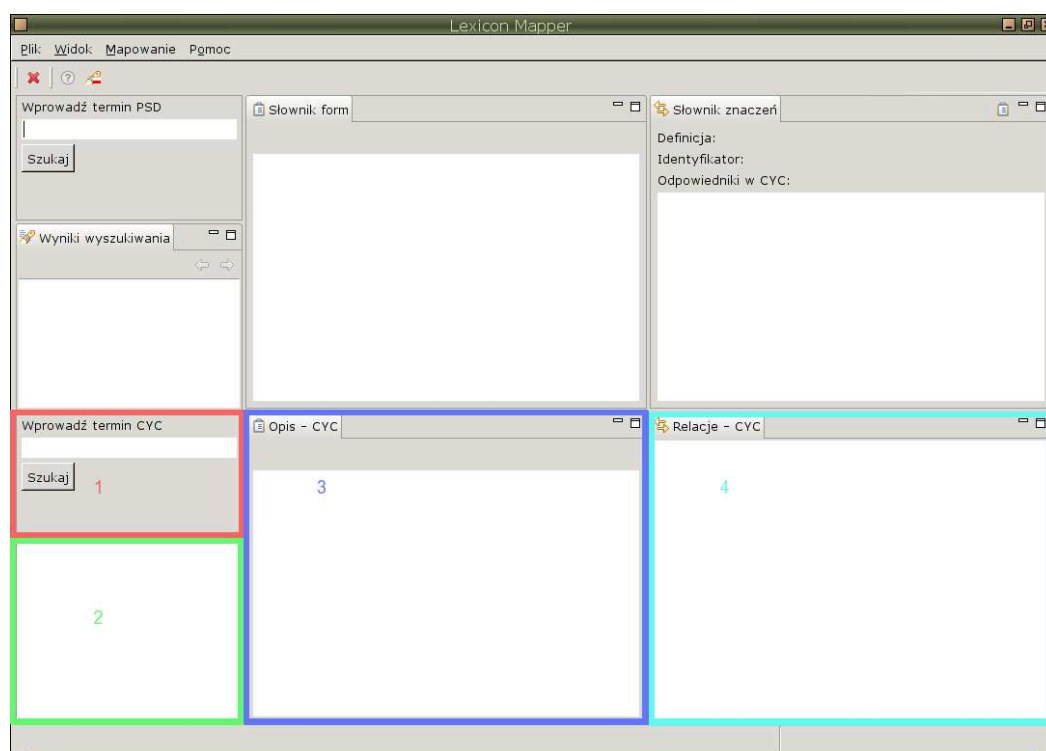 Lexicon Mapper
Plik Widok Mapowanie Pomoc
Wprowadź termin PSD
Szukaj
Słownik form
Słownik znaczeń
Definicja:
Identyfikator:
Odpowiedniki w CYC:
Wyniki wyszukiwania
Wprowadź termin CYC
Szukaj
1
2
Opis - CYC
3
Relacje - CYC
4